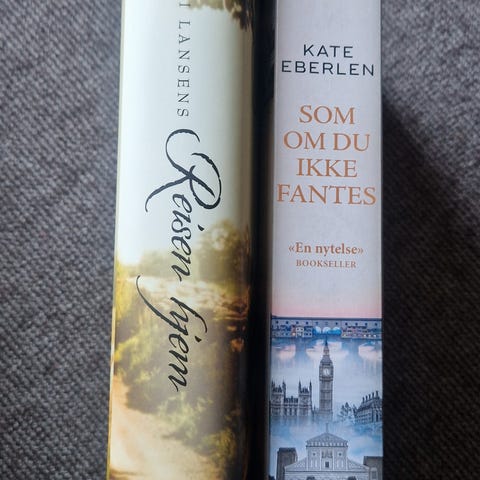 I LANSENS
Reisen hjem
KATE
EBERLEN
SOM
OM DU
IKKE
FANTES
«En nytelse»
BOOKSELLER